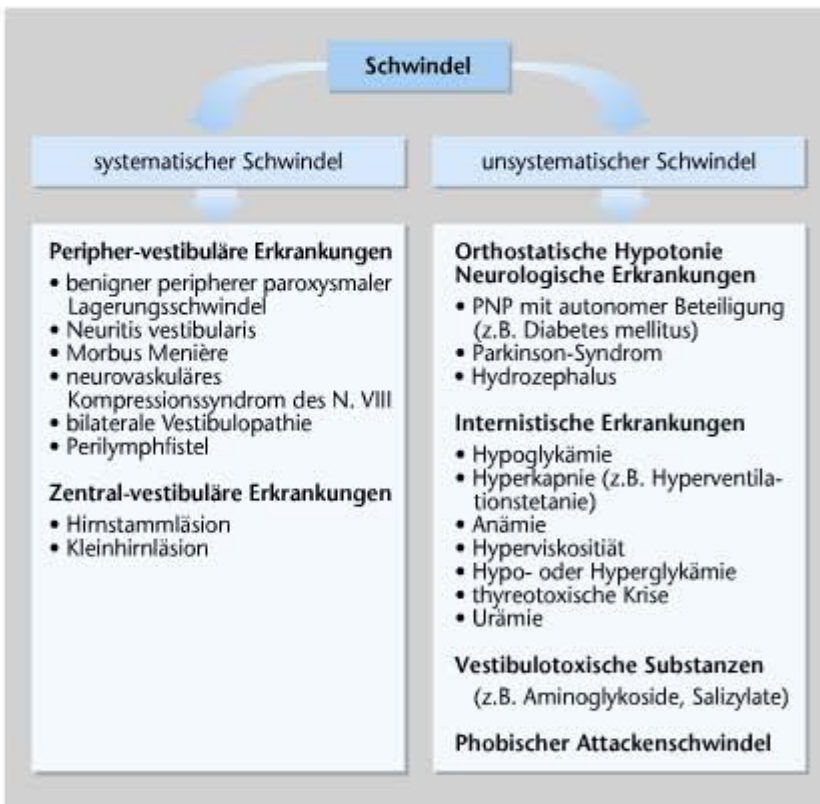 Schwindel
systematischer Schwindel
Peripher-vestibuläre Erkrankungen
• benigner peripherer paroxysmaler
Lagerungsschwindel
• Neuritis vestibularis
• Morbus Menière
• neurovaskuläres
Kompressionssyndrom des N. VIII
• bilaterale Vestibulopathie
• Perilymphfistel
Zentral-vestibuläre Erkrankungen
• Hirnstammläsion
• Kleinhirnläsion
unsystematischer Schwindel
Orthostatische Hypotonie
Neurologische Erkrankungen
• PNP mit autonomer Beteiligung
(z.B. Diabetes mellitus)
• Parkinson-Syndrom
• Hydrozephalus
Internistische Erkrankungen
• Hypoglykämie
• Hyperkapnie (z.B. Hyperventila-
tionstetanie)
• Anämie
• Hyperviskositiät
• Hypo- oder Hyperglykämie
• thyreotoxische Krise
• Urämie
Vestibulotoxische Substanzen
(z.B. Aminoglykoside, Salizylate)
Phobischer Attackenschwindel